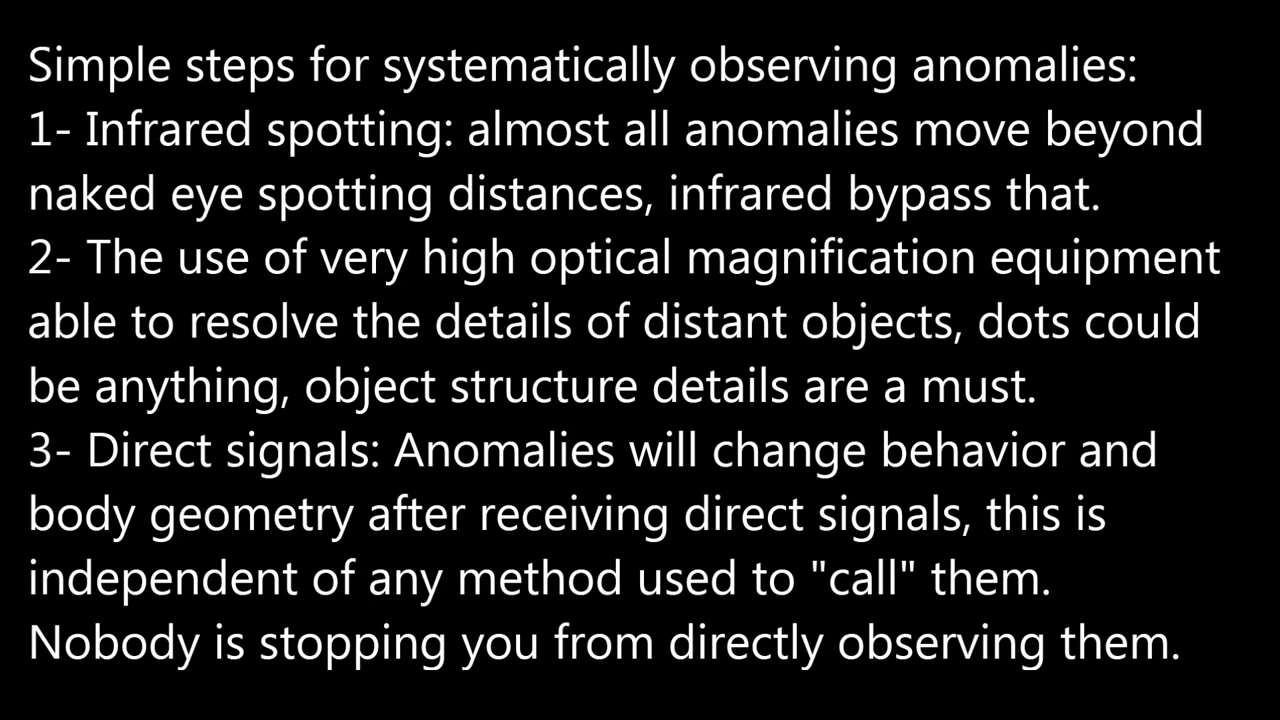 Simple steps for systematically observing anomalies:
1- Infrared spotting: almost all anomalies move beyond
naked eye spotting distances, infrared bypass that.
2- The use of very high optical magnification equipment
able to resolve the details of distant objects, dots could
be anything, object structure details are a must.
3- Direct signals: Anomalies will change behavior and
body geometry after receiving direct signals, this is
independent of any method used to "call" them.
Nobody is stopping you from directly observing them.